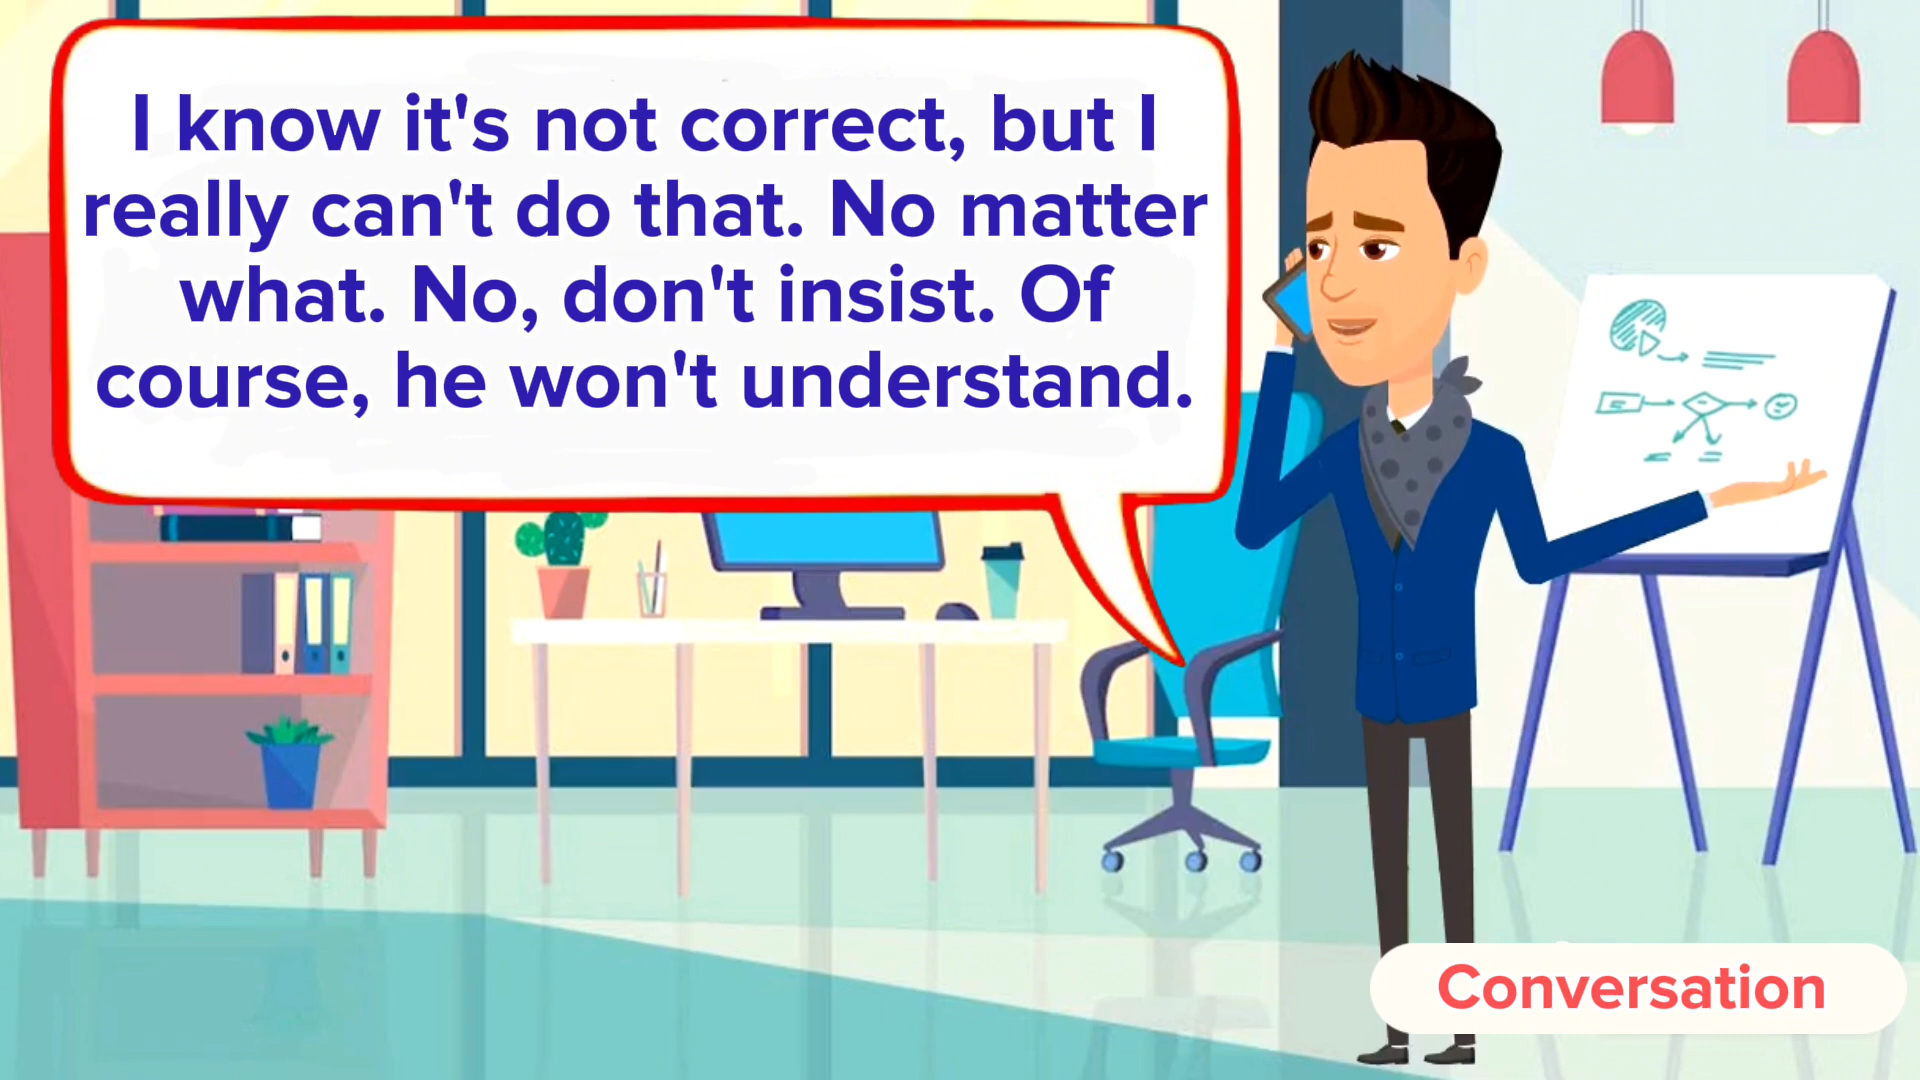 I know it's not correct, but I
really can't do that. No matter
what. No, don't insist. Of
course, he won't understand.
Conversation